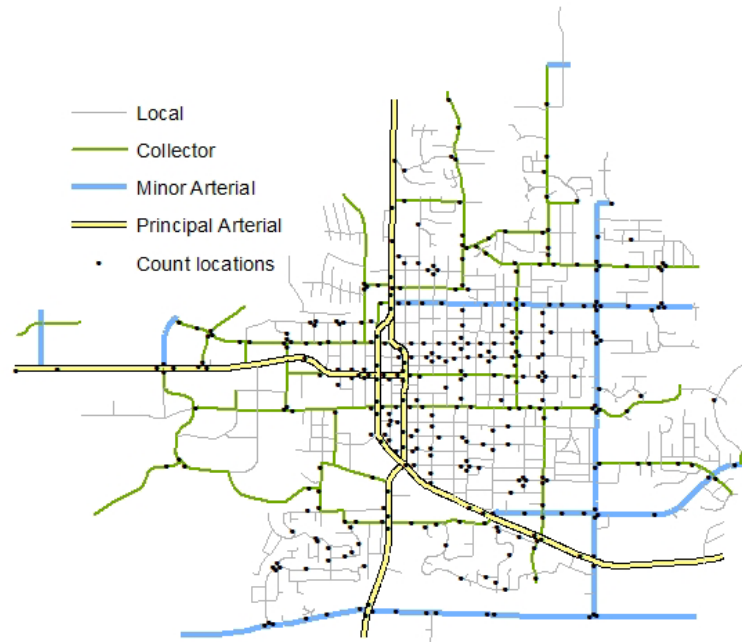 Local
Collector
Minor Arterial
Principal Arterial
Count locations